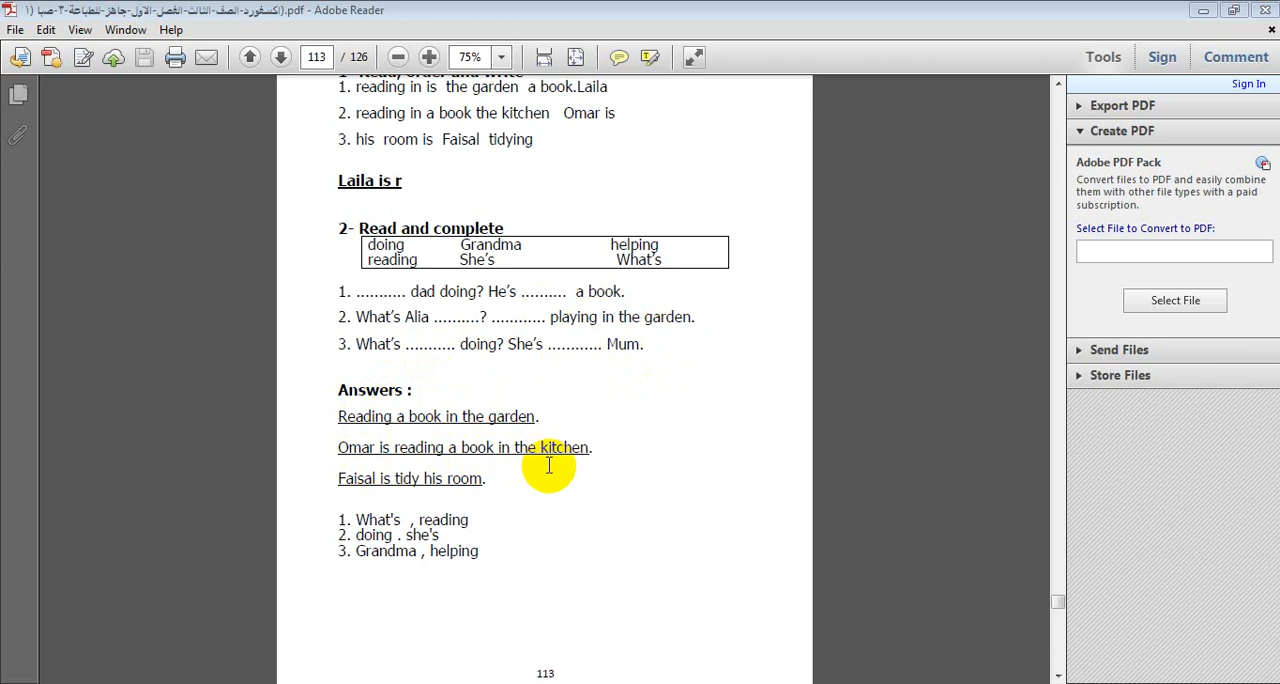 اكسفورد-الصف-الثالث-الفصل-الاول-جاهز-للطباعة-٣-صبا (١).pdf - Adobe Reader
File Edit View Window Help
113 / 126 75% Tools Sign Comment
Sign In
Export PDF
Create PDF
Adobe PDF Pack
Convert files to PDF and easily combine
them with other file types with a paid
subscription.
Select File to Convert to PDF:
Select File
Send Files
Store Files
1- Read, order and write
1. reading in is the garden a book.Laila
2. reading in a book the kitchen Omar is
3. his room is Faisal tidying
Laila is r
2- Read and complete
doing Grandma helping
reading She's What's
1. ........... dad doing? He's .......... a book.
2. What's Alia ..........? ............ playing in the garden.
3. What's ........... doing? She's ............ Mum.
Answers :
Reading a book in the garden.
Omar is reading a book in the kitchen.
Faisal is tidy his room.
1. What's , reading
2. doing . she's
3. Grandma , helping
113